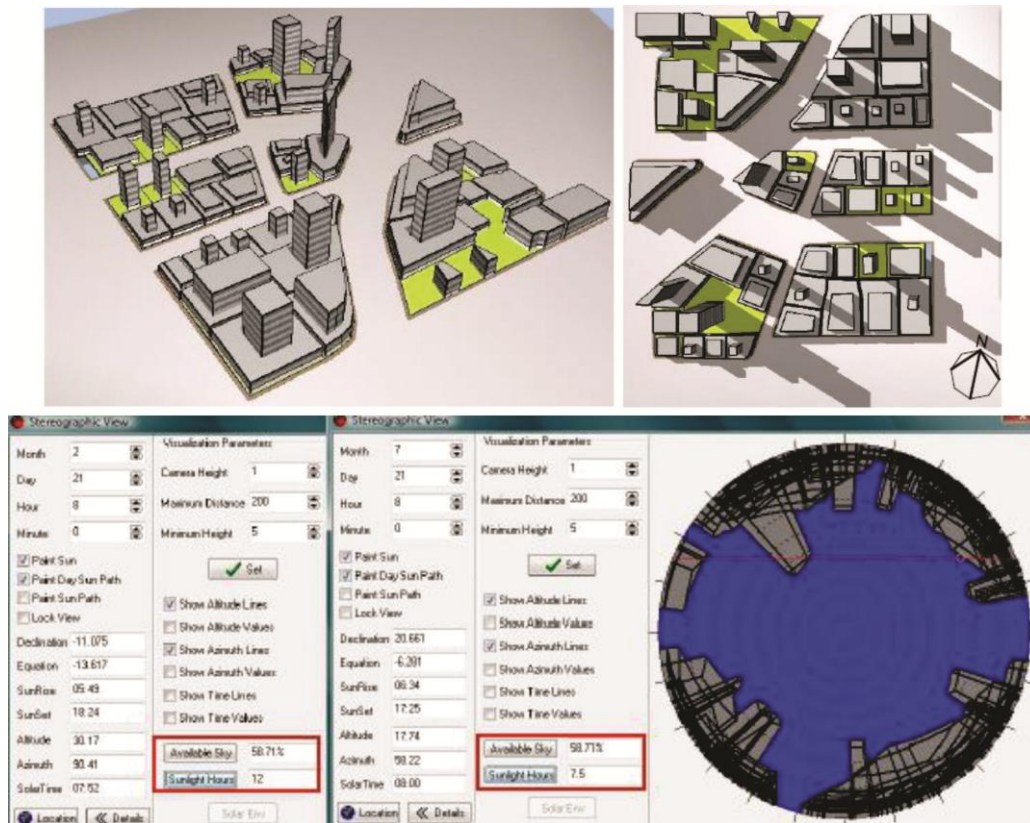 N
Stereographic View
Month 2
Day 21
Hour 8
Minute 0
Paint Sun
Paint Day Sun Path
Paint Sun Path
Lock View
Declination -11.075
Equation -13.617
SunRise 05:49
SunSet 18:24
Altitude 30.17
Azimuth 90.41
SolarTime 07:52
Location
Details
Visualization Parameters
Camera Height 1
Maximum Distance 200
Minimum Height 5
Set
Show Altitude Lines
Show Altitude Values
Show Azimuth Lines
Show Azimuth Values
Show Time Lines
Show Time Values
Available Sky 58.71%
Sunlight Hours 12
Solar Env
Stereographic View
Month 7
Day 21
Hour 8
Minute 0
Paint Sun
Paint Day Sun Path
Paint Sun Path
Lock View
Declination 20.661
Equation -6.281
SunRise 06:34
SunSet 17:25
Altitude 17.74
Azimuth 58.22
SolarTime 08:00
Location
Details
Visualization Parameters
Camera Height 1
Maximum Distance 200
Minimum Height 5
Set
Show Altitude Lines
Show Altitude Values
Show Azimuth Lines
Show Azimuth Values
Show Time Lines
Show Time Values
Available Sky 58.71%
Sunlight Hours 7.5
Solar Env